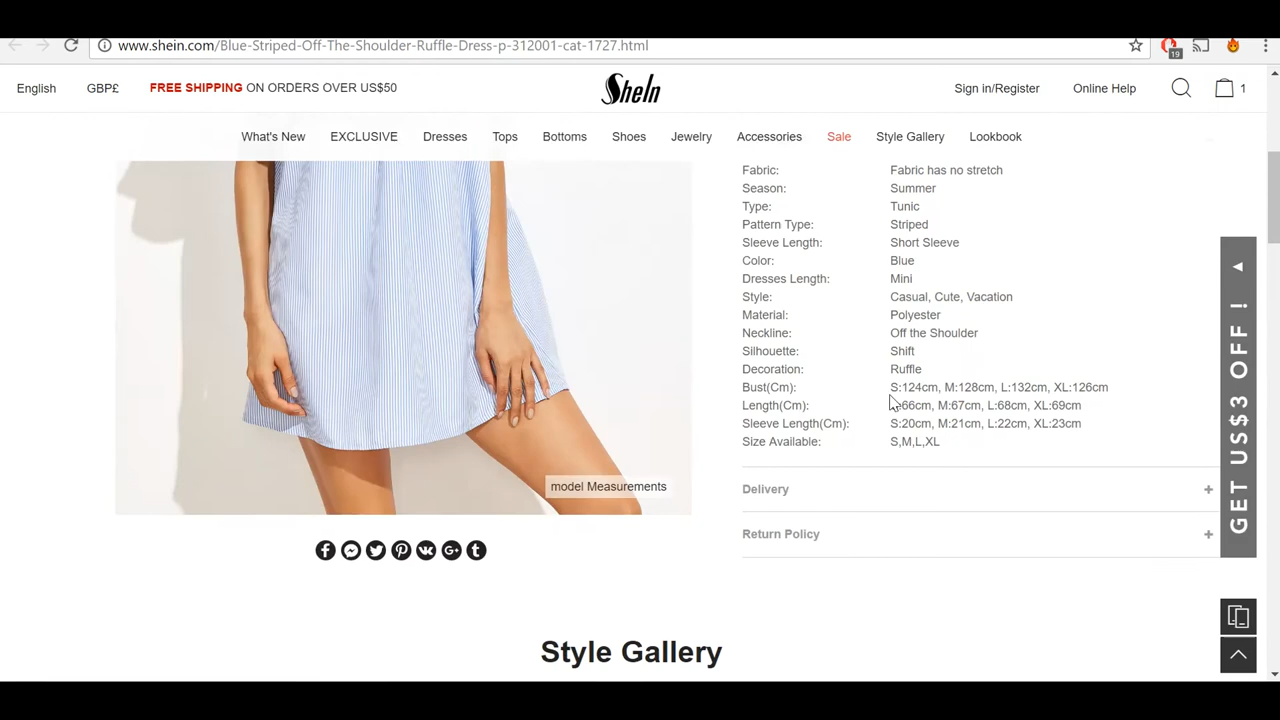 www.shein.com/Blue-Striped-Off-The-Shoulder-Ruffle-Dress-p-312001-cat-1727.html
19
English GBP£ FREE SHIPPING ON ORDERS OVER US$50 SheIn Sign in/Register Online Help 1
What's New EXCLUSIVE Dresses Tops Bottoms Shoes Jewelry Accessories Sale Style Gallery Lookbook
Fabric: Fabric has no stretch
Season: Summer
Type: Tunic
Pattern Type: Striped
Sleeve Length: Short Sleeve
Color: Blue
Dresses Length: Mini
Style: Casual, Cute, Vacation
Material: Polyester
Neckline: Off the Shoulder
Silhouette: Shift
Decoration: Ruffle
Bust(Cm): S:124cm, M:128cm, L:132cm, XL:126cm
Length(Cm): :66cm, M:67cm, L:68cm, XL:69cm
Sleeve Length(Cm): S:20cm, M:21cm, L:22cm, XL:23cm
Size Available: S,M,L,XL
Delivery +
Return Policy +
model Measurements
GET US$3 OFF !
Style Gallery